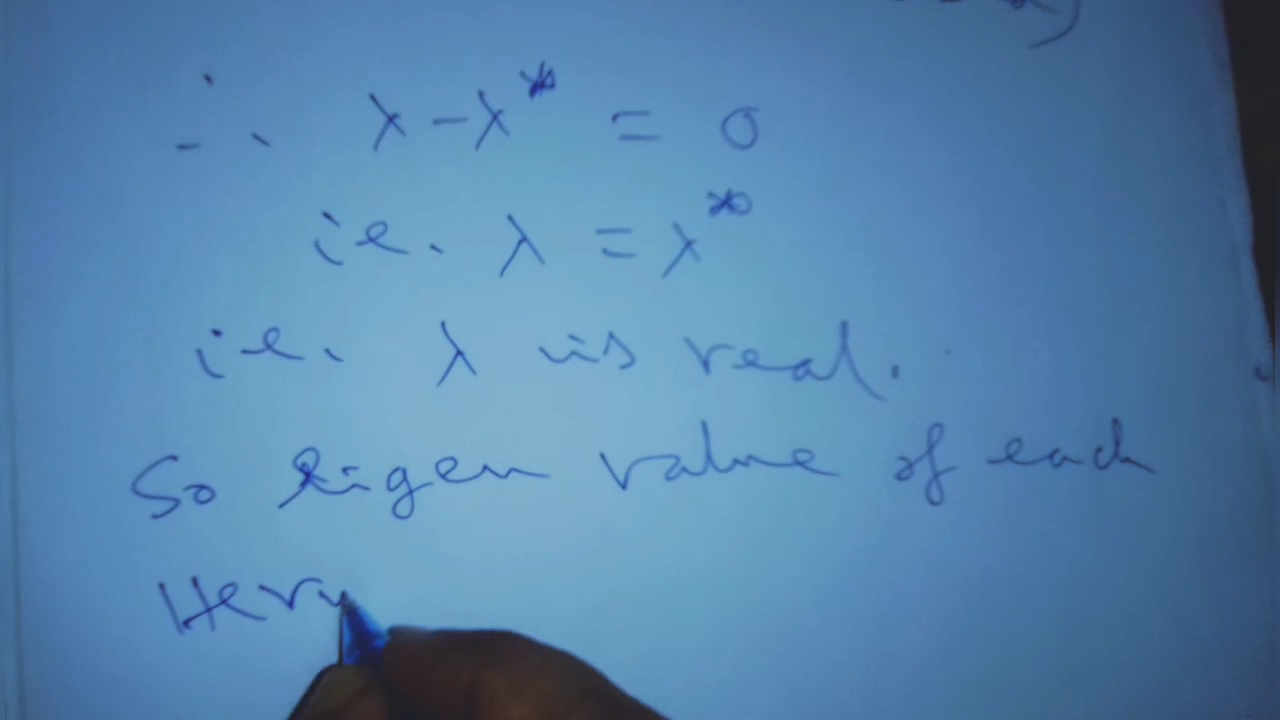 ∴ λ - λ* = 0
i.e. λ = λ*
i.e. λ is real.
So Eigen value of each